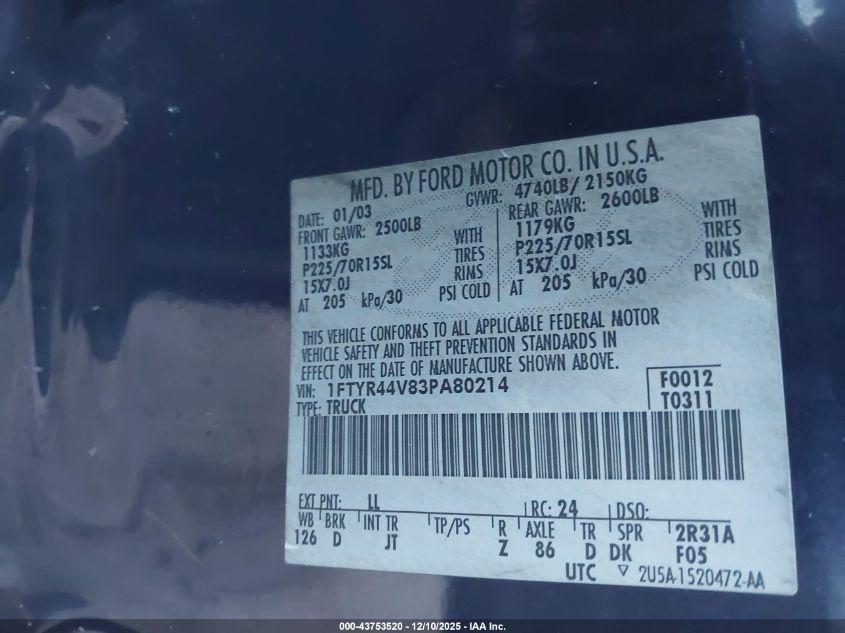 MFD. BY FORD MOTOR CO. IN U.S.A.
DATE: 01/03 GVWR: 4740LB/ 2150KG
FRONT GAWR: 2500LB REAR GAWR: 2600LB
1133KG WITH 1179KG WITH
P225/70R15SL TIRES P225/70R15SL TIRES
15X7.0J RIMS 15X7.0J RIMS
AT 205 kPa/30 PSI COLD AT 205 kPa/30 PSI COLD
THIS VEHICLE CONFORMS TO ALL APPLICABLE FEDERAL MOTOR
VEHICLE SAFETY AND THEFT PREVENTION STANDARDS IN
EFFECT ON THE DATE OF MANUFACTURE SHOWN ABOVE.
VIN: 1FTYR44V83PA80214 F0012
TYPE: TRUCK T0311
EXT PNT: LL RC: 24 DSO:
WB BRK INT TR TP/PS R AXLE TR SPR 2R31A
126 D JT Z 86 D DK F05
UTC ▽ 2U5A-1520472-AA
000-43753520 - 12/10/2025 - IAA Inc.